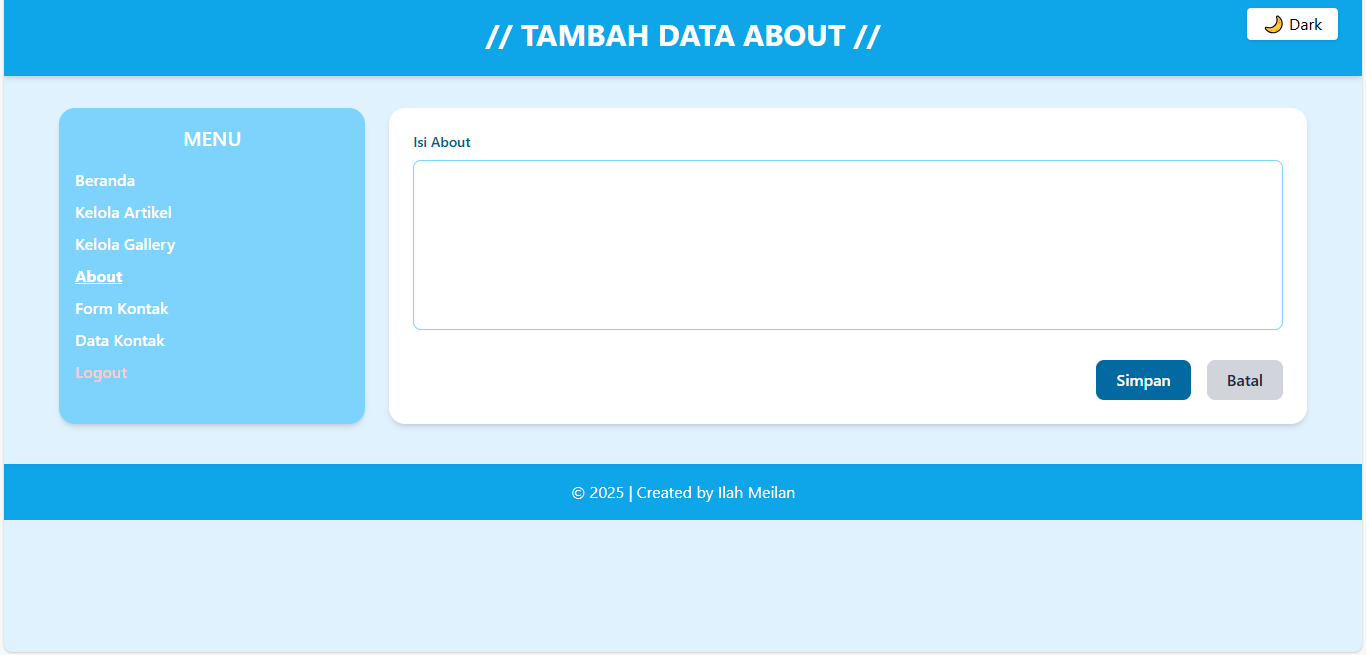 // TAMBAH DATA ABOUT //
🌙 Dark
MENU
Beranda
Kelola Artikel
Kelola Gallery
About
Form Kontak
Data Kontak
Logout
Isi About
Simpan
Batal
© 2025 | Created by Ilah Meilan